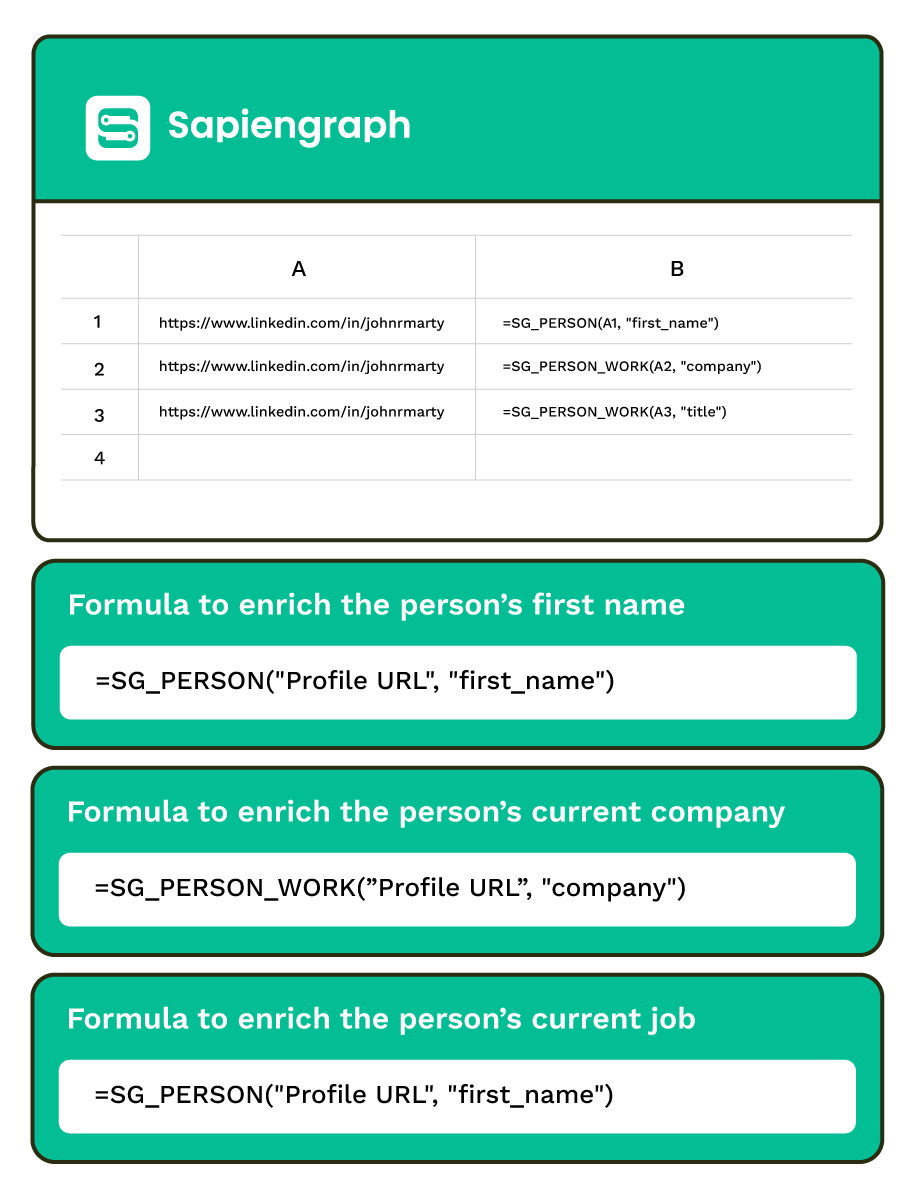 Sapiengraph
A B
1 https://www.linkedin.com/in/johnrmarty =SG_PERSON(A1, "first_name")
2 https://www.linkedin.com/in/johnrmarty =SG_PERSON_WORK(A2, "company")
3 https://www.linkedin.com/in/johnrmarty =SG_PERSON_WORK(A3, "title")
4
Formula to enrich the person’s first name
=SG_PERSON("Profile URL", "first_name")
Formula to enrich the person’s current company
=SG_PERSON_WORK(”Profile URL”, "company")
Formula to enrich the person’s current job
=SG_PERSON("Profile URL", "first_name")